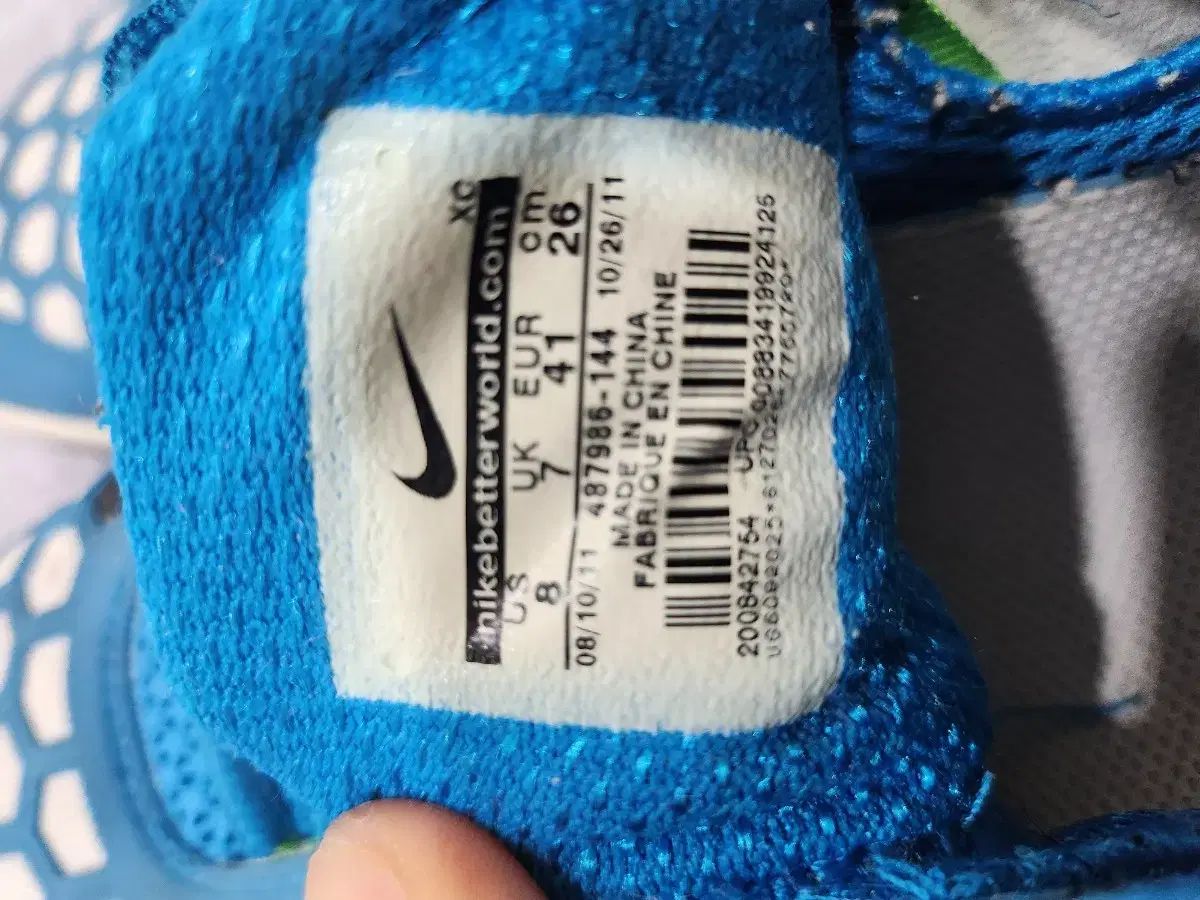 XC
nikebetterworld.com
US UK EUR cm
8 7 41 26
08/10/11 487986-144 10/26/11
MADE IN CHINA
FABRIQUE EN CHINE
200842754 UPC